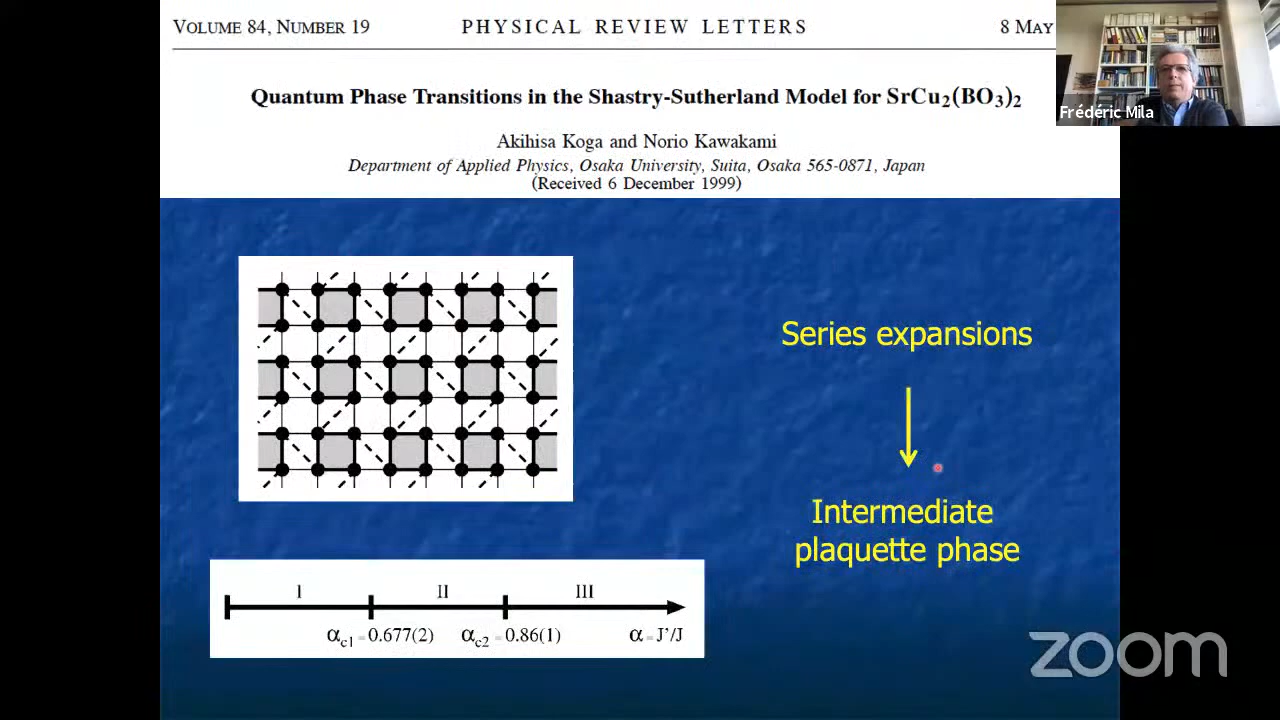 VOLUME 84, NUMBER 19
PHYSICAL REVIEW LETTERS
8 MAY
Quantum Phase Transitions in the Shastry-Sutherland Model for SrCu₂(BO₃)₂
Akihisa Koga and Norio Kawakami
Department of Applied Physics, Osaka University, Suita, Osaka 565-0871, Japan
(Received 6 December 1999)
Frédéric Mila
Series expansions
Intermediate
plaquette phase
I II III
αc1=0.677(2) αc2=0.86(1) α=J'/J
zoom